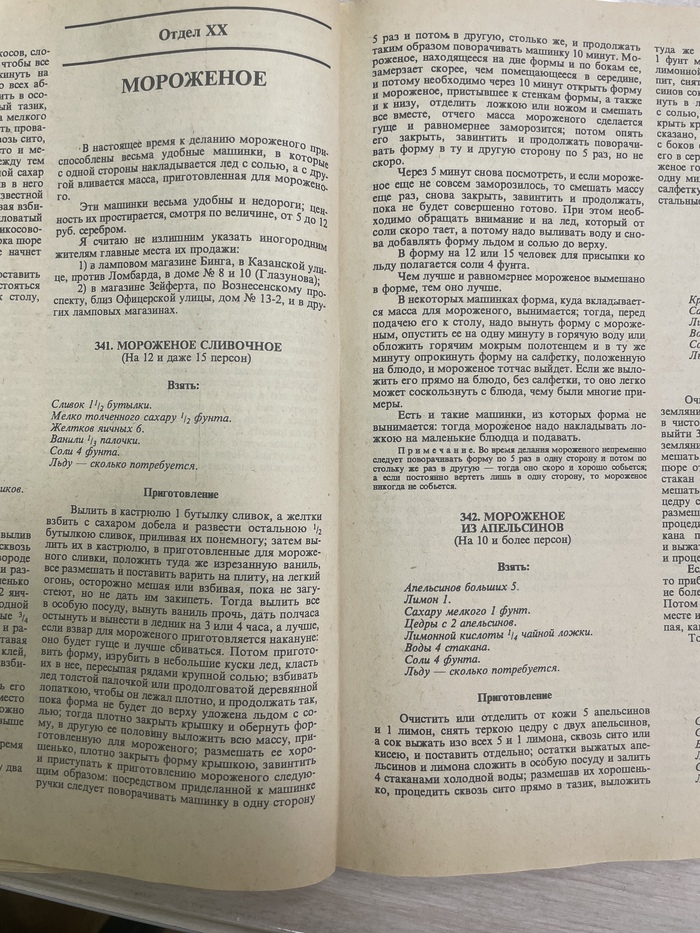 Отдел XX
МОРОЖЕНОЕ
В настоящее время к деланию мороженого при-
способлены весьма удобные машинки, в которые
с одной стороны накладывается лед с солью, а с дру-
гой вливается масса, приготовленная для мороженo-
го.
Эти машинки весьма удобны и недороги; цен-
ность их простирается, смотря по величине, от 5 до 12
руб. серебром.
Я считаю не излишним указать иногородным
жителям главные места их продажи:
1) в ламповом магазине Бинга, в Казанской ули-
це, против Ломбарда, в доме № 8 и 10 (Глазунова);
2) в магазине Зейферта, по Вознесенскому про-
спекту, близ Офицерской улицы, дом № 13-2, и в дру-
гих ламповых магазинах.
341. МОРОЖЕНОЕ СЛИВОЧНОЕ
(На 12 и даже 15 персон)
Взять:
Сливок 1 1/2 бутылки.
Мелко толченного сахару 1/2 фунта.
Желтков яичных 6.
Ванили 1/3 палочки.
Соли 4 фунта.
Льду — сколько потребуется.
Приготовление
Вылить в кастрюлю 1 бутылку сливок, а желтки
взбить с сахаром добела и развести остальною 1/2
бутылкою сливок, приливая их понемногу; затем вы-
лить их в кастрюлю, в приготовленные для мороже-
ного сливки, положить туда же изрезанную ваниль,
все размешать и поставить варить на плиту, на легкий
огонь, осторожно мешая или взбивая, пока не загу-
стеют, но не дать им закипеть. Тогда вылить все
в особую посуду, вынуть ваниль прочь, дать полчаса
остынуть и вынести в ледник на 3 или 4 часа, а лучше,
если взвар для мороженого приготовляется накануне:
оно будет гуще и лучше сбиваться. Потом пригото-
вить форму, изрубить в небольшие куски лед, класть
их в нее, пересыпая рядами крупной солью; взбивать
лед толстой палочкой или продолговатой деревянной
лопаткою, чтобы он лежал плотно, и продолжать так,
пока форма не будет до верху уложена льдом с со-
лью; тогда плотно закрыть крышку и обернуть фор-
му, в другую ее половину выложить всю массу, при-
готовленную для мороженого; размешать ее хоро-
шенько, плотно закрыть форму крышкою, завинтить
и приступать к приготовлению мороженого следую-
щим образом: посредством приделанной к машинке
ручки следует поворачивать машинку в одну сторону
5 раз и потом в другую, столько же, и продолжать
таким образом поворачивать машинку 10 минут. Мо-
роженое, находящееся на дне формы и по бокам ее,
замерзает скорее, чем помещающееся в середине,
и потому необходимо через 10 минут открыть форму
и мороженое, приставшее к стенкам формы, а также
и к низу, отделить ложкою или ножом и смешать
все вместе, отчего масса мороженого сделается
гуще и равномернее заморозится; потом опять
ее закрыть, завинтить и продолжать поворачи-
вать форму в ту и другую сторону по 5 раз, но не
скоро.
Через 5 минут снова посмотреть, и если мороже-
ное еще не совсем заморозилось, то смешать массу
еще раз, снова закрыть, завинтить и продолжать,
пока не будет совершенно готово. При этом необ-
ходимо обращать внимание и на лед, который от
соли скоро тает, а потому надо выливать воду и сно-
ва добавлять форму льдом и солью до верху.
В форму на 12 или 15 человек для присыпки ко
льду полагается соли 4 фунта.
Чем лучше и равномернее мороженое вымешано
в форме, тем оно лучше.
В некоторых машинках форма, куда вкладывает-
ся масса для мороженого, вынимается; тогда, перед
подачею его к столу, надо вынуть форму с мороже-
ным, опустить ее на одну минуту в горячую воду или
обложить горячим мокрым полотенцем и в ту же
минуту опрокинуть форму на салфетку, положенную
на блюдо, и мороженое тотчас выйдет. Если же выло-
жить его прямо на блюдо, без салфетки, то оно легко
может соскользнуть с блюда, чему были многие при-
меры.
Есть и такие машинки, из которых форма не
вынимается: тогда мороженое надо накладывать ло-
жкою на маленькие блюдца и подавать.
Примечание. Во время делания мороженого непременно
следует поворачивать форму по 5 раз в одну сторону и потом по
стольку же раз в другую — тогда оно скоро и хорошо собьется;
а если постоянно вертеть лишь в одну сторону, то мороженое
никогда не собьется.
342. МОРОЖЕНОЕ
ИЗ АПЕЛЬСИНОВ
(На 10 и более персон)
Взять:
Апельсинов больших 5.
Лимон 1.
Сахару мелкого 1 фунт.
Цедры с 2 апельсинов.
Лимонной кислоты 1/4 чайной ложки.
Воды 4 стакана.
Соли 4 фунта.
Льду — сколько потребуется.
Приготовление
Очистить или отделить от кожи 5 апельсинов
и 1 лимон, снять теркою цедру с двух апельсинов,
а сок выжать изо всех 5 и 1 лимона, сквозь сито или
кисею, и поставить отдельно; остатки выжатых апе-
льсинов и лимона сложить в особую посуду и залить
4 стаканами холодной воды; размешав их хорошень-
ко, процедить сквозь сито прямо в тазик, выложить